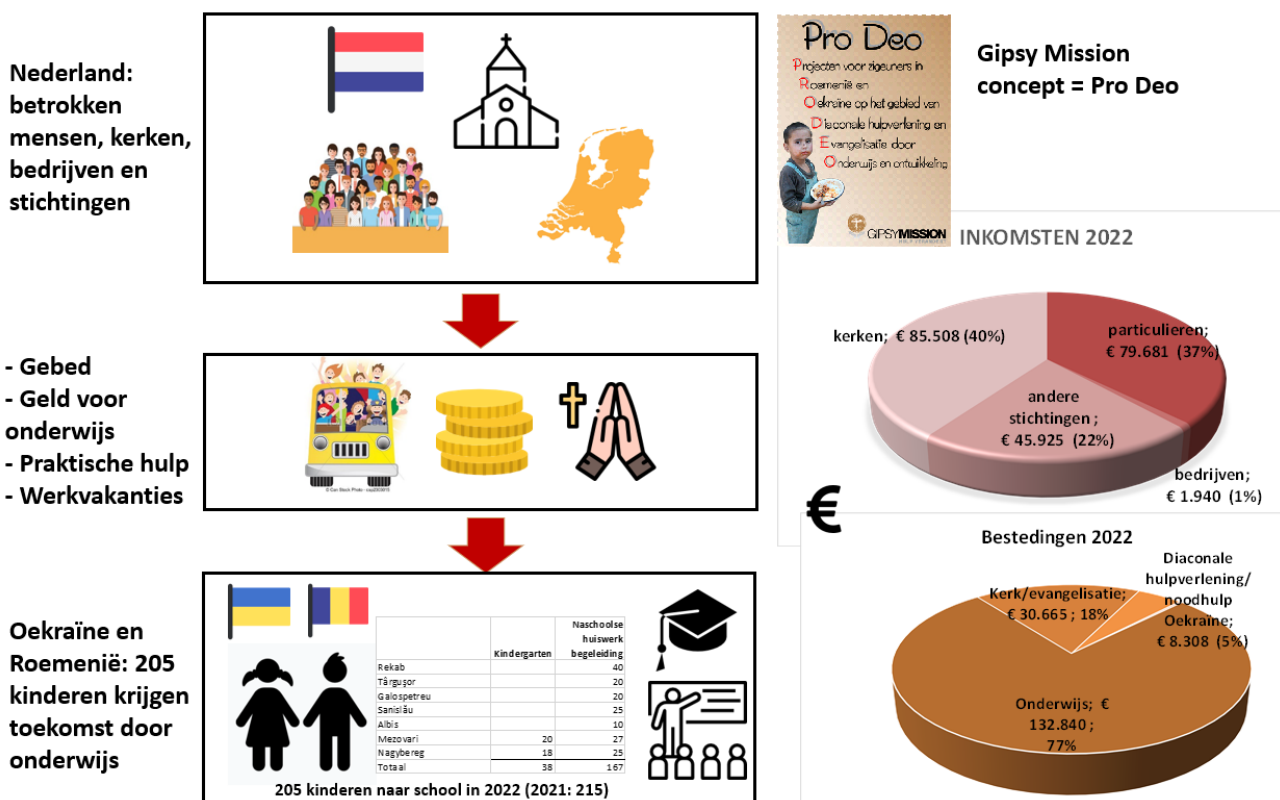 Nederland:
betrokken
mensen, kerken,
bedrijven en
stichtingen
- Gebed
- Geld voor
onderwijs
- Praktische hulp
- Werkvakanties
© Can Stock Photo
Oekraïne en
Roemenië: 205
kinderen krijgen
toekomst door
onderwijs
Kindergarten Naschoolse
huiswerk
begeleiding
Rekab 40
Târguşor 20
Galospetreu 20
Sanislău 25
Albis 10
Mezovari 20 27
Nagybereg 18 25
Totaal 38 167
205 kinderen naar school in 2022 (2021: 215)
Pro Deo
Projecten voor zigeuners in
Roemenië en
Oekraïne op het gebied van
Diaconale hulpverlening en
Evangelisatie door
Onderwijs en ontwikkeling
GIPSYMISSION
Gipsy Mission
concept = Pro Deo
INKOMSTEN 2022
kerken; € 85.508 (40%)
particulieren;
€ 79.681 (37%)
andere
stichtingen ;
€ 45.925 (22%)
bedrijven;
€ 1.940 (1%)
€
Bestedingen 2022
Kerk/evangelisatie;
€ 30.665 ; 18%
Diaconale
hulpverlening/
noodhulp
Oekraïne;
€ 8.308 (5%)
Onderwijs; €
132.840 ;
77%